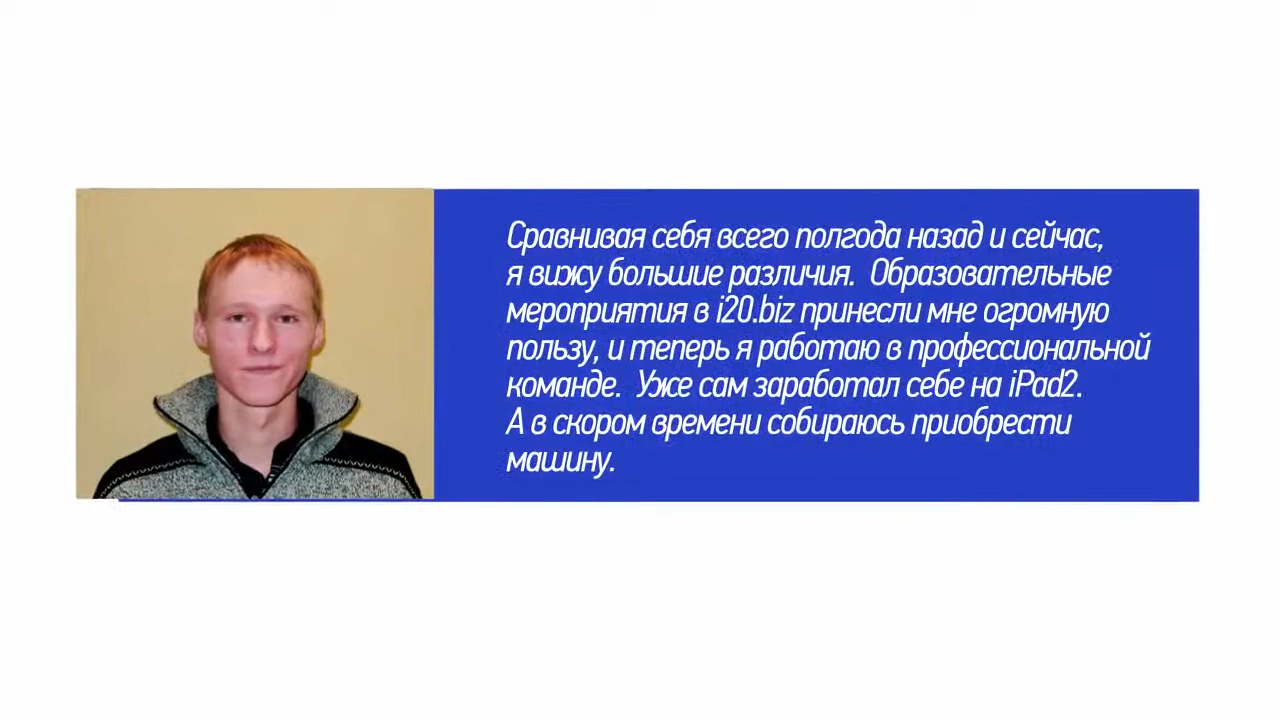 Сравнивая себя всего полгода назад и сейчас,
я вижу большие различия.  Образовательные
мероприятия в i20.biz принесли мне огромную
пользу, и теперь я работаю в профессиональной
команде.  Уже сам заработал себе на iPad2.
А в скором времени собираюсь приобрести
машину.